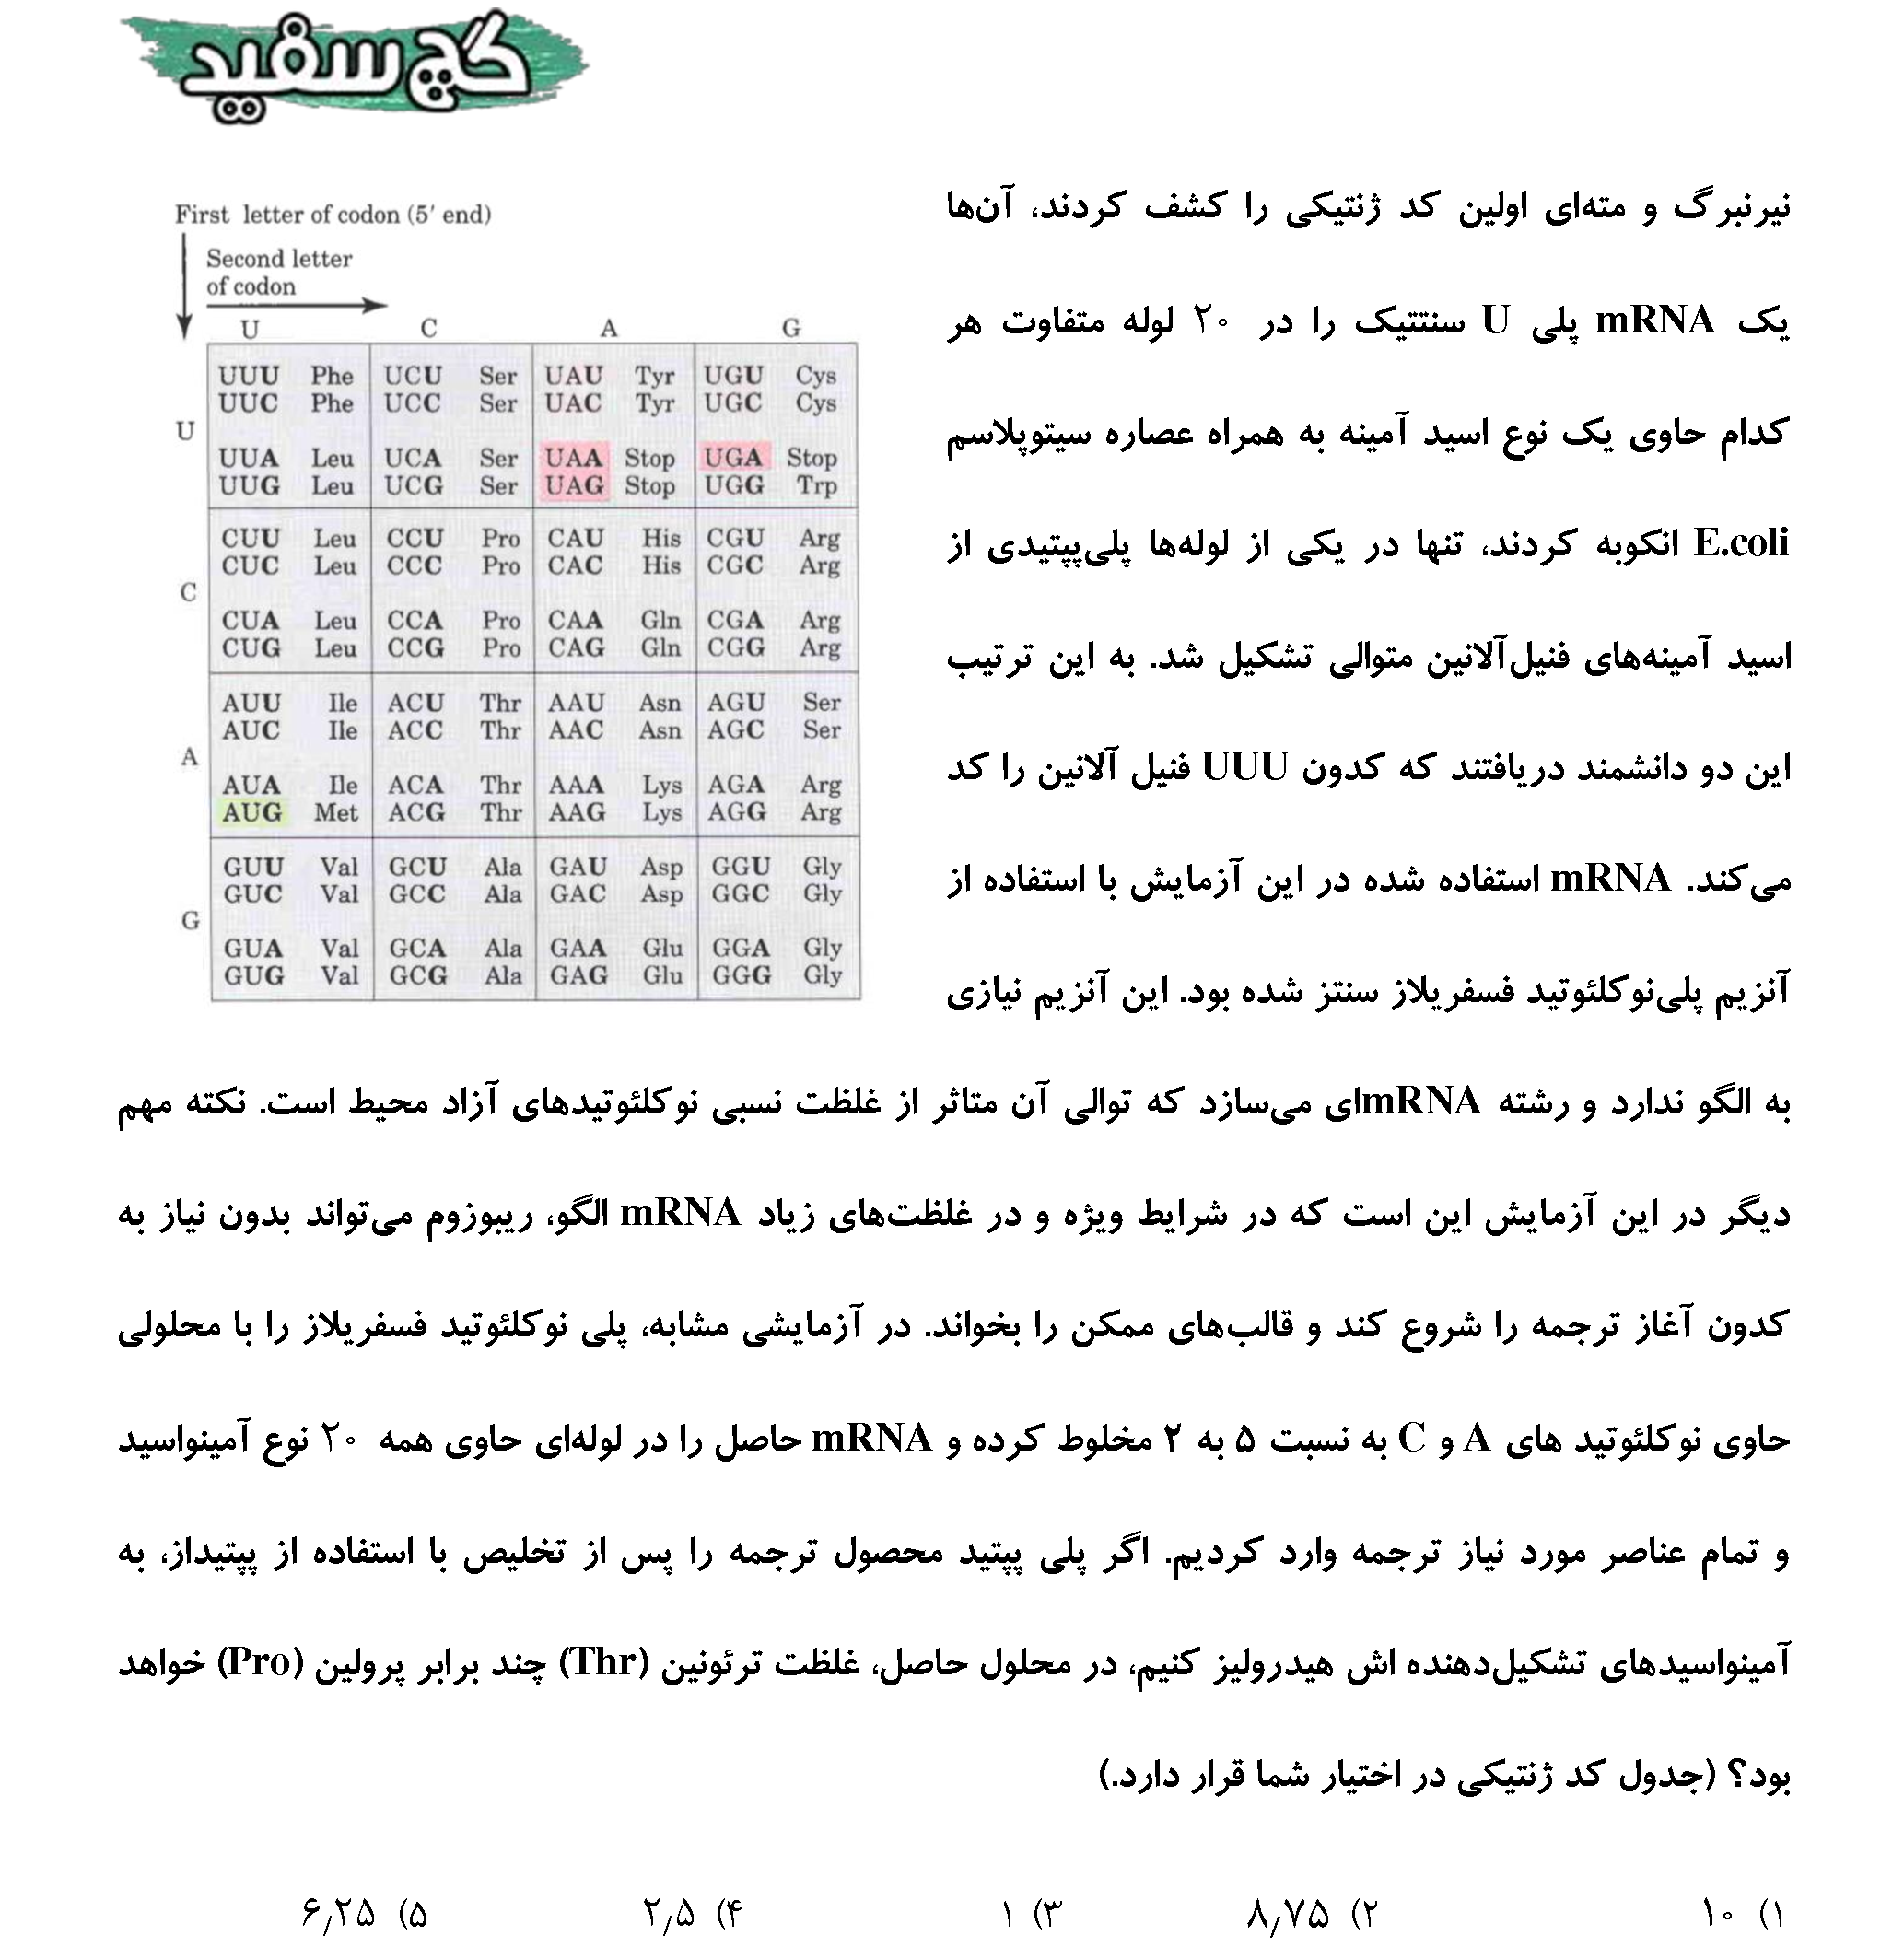 گچ سفید
نیرنبرگ و مته‌ای اولین کد ژنتیکی را کشف کردند، آن‌ها
یک mRNA پلی U سنتتیک را در ۲۰ لوله متفاوت هر
کدام حاوی یک نوع اسید آمینه به همراه عصاره سیتوپلاسم
E.coli انکوبه کردند، تنها در یکی از لوله‌ها پلی‌پپتیدی از
اسید آمینه‌های فنیل‌آلانین متوالی تشکیل شد. به این ترتیب
این دو دانشمند دریافتند که کدون UUU فنیل آلانین را کد
می‌کند. mRNA استفاده شده در این آزمایش با استفاده از
آنزیم پلی‌نوکلئوتید فسفریلاز سنتز شده بود. این آنزیم نیازی
First letter of codon (5′ end)
Second letter
of codon
U C A G
UUU Phe UCU Ser UAU Tyr UGU Cys
UUC Phe UCC Ser UAC Tyr UGC Cys
U
UUA Leu UCA Ser UAA Stop UGA Stop
UUG Leu UCG Ser UAG Stop UGG Trp
CUU Leu CCU Pro CAU His CGU Arg
CUC Leu CCC Pro CAC His CGC Arg
C
CUA Leu CCA Pro CAA Gln CGA Arg
CUG Leu CCG Pro CAG Gln CGG Arg
AUU Ile ACU Thr AAU Asn AGU Ser
AUC Ile ACC Thr AAC Asn AGC Ser
A
AUA Ile ACA Thr AAA Lys AGA Arg
AUG Met ACG Thr AAG Lys AGG Arg
GUU Val GCU Ala GAU Asp GGU Gly
GUC Val GCC Ala GAC Asp GGC Gly
G
GUA Val GCA Ala GAA Glu GGA Gly
GUG Val GCG Ala GAG Glu GGG Gly
به الگو ندارد و رشته mRNAای می‌سازد که توالی آن متاثر از غلظت نسبی نوکلئوتیدهای آزاد محیط است. نکته مهم
دیگر در این آزمایش این است که در شرایط ویژه و در غلظت‌های زیاد mRNA الگو، ریبوزوم می‌تواند بدون نیاز به
کدون آغاز ترجمه را شروع کند و قالب‌های ممکن را بخواند. در آزمایشی مشابه، پلی نوکلئوتید فسفریلاز را با محلولی
حاوی نوکلئوتید های A و C به نسبت ۵ به ۲ مخلوط کرده و mRNA حاصل را در لوله‌ای حاوی همه ۲۰ نوع آمینواسید
و تمام عناصر مورد نیاز ترجمه وارد کردیم. اگر پلی پپتید محصول ترجمه را پس از تخلیص با استفاده از پپتیداز، به
آمینواسیدهای تشکیل‌دهنده اش هیدرولیز کنیم، در محلول حاصل، غلظت ترئونین (Thr) چند برابر پرولین (Pro) خواهد
بود؟ (جدول کد ژنتیکی در اختیار شما قرار دارد.)
۱) ۱۰ ۲) ۸٫۷۵ ۳) ۱ ۴) ۲٫۵ ۵) ۶٫۲۵